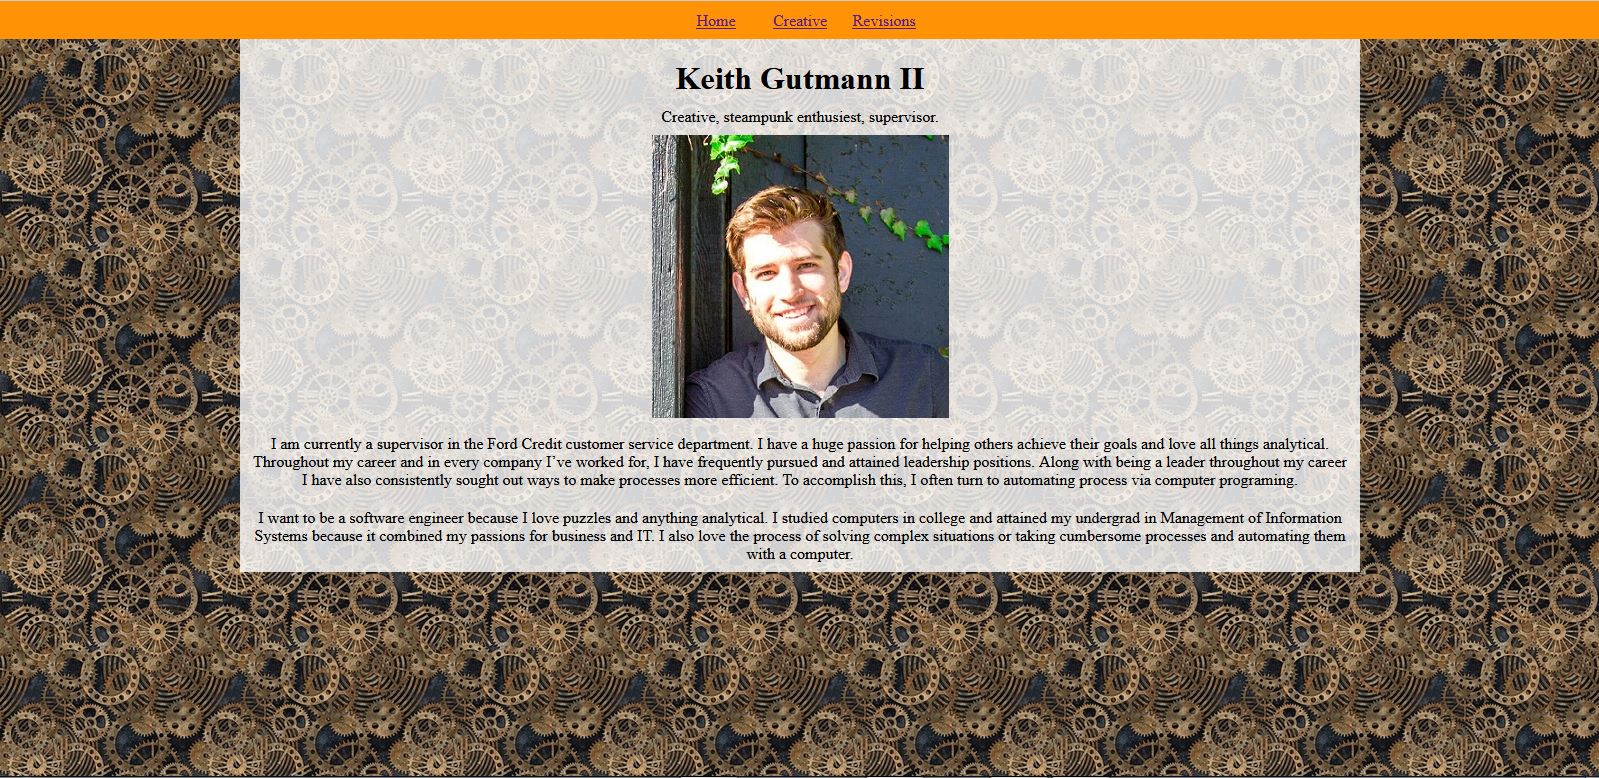 Home Creative Revisions
Keith Gutmann II
Creative, steampunk enthusiest, supervisor.
I am currently a supervisor in the Ford Credit customer service department. I have a huge passion for helping others achieve their goals and love all things analytical.
Throughout my career and in every company I’ve worked for, I have frequently pursued and attained leadership positions. Along with being a leader throughout my career
I have also consistently sought out ways to make processes more efficient. To accomplish this, I often turn to automating process via computer programing.
I want to be a software engineer because I love puzzles and anything analytical. I studied computers in college and attained my undergrad in Management of Information
Systems because it combined my passions for business and IT. I also love the process of solving complex situations or taking cumbersome processes and automating them
with a computer.